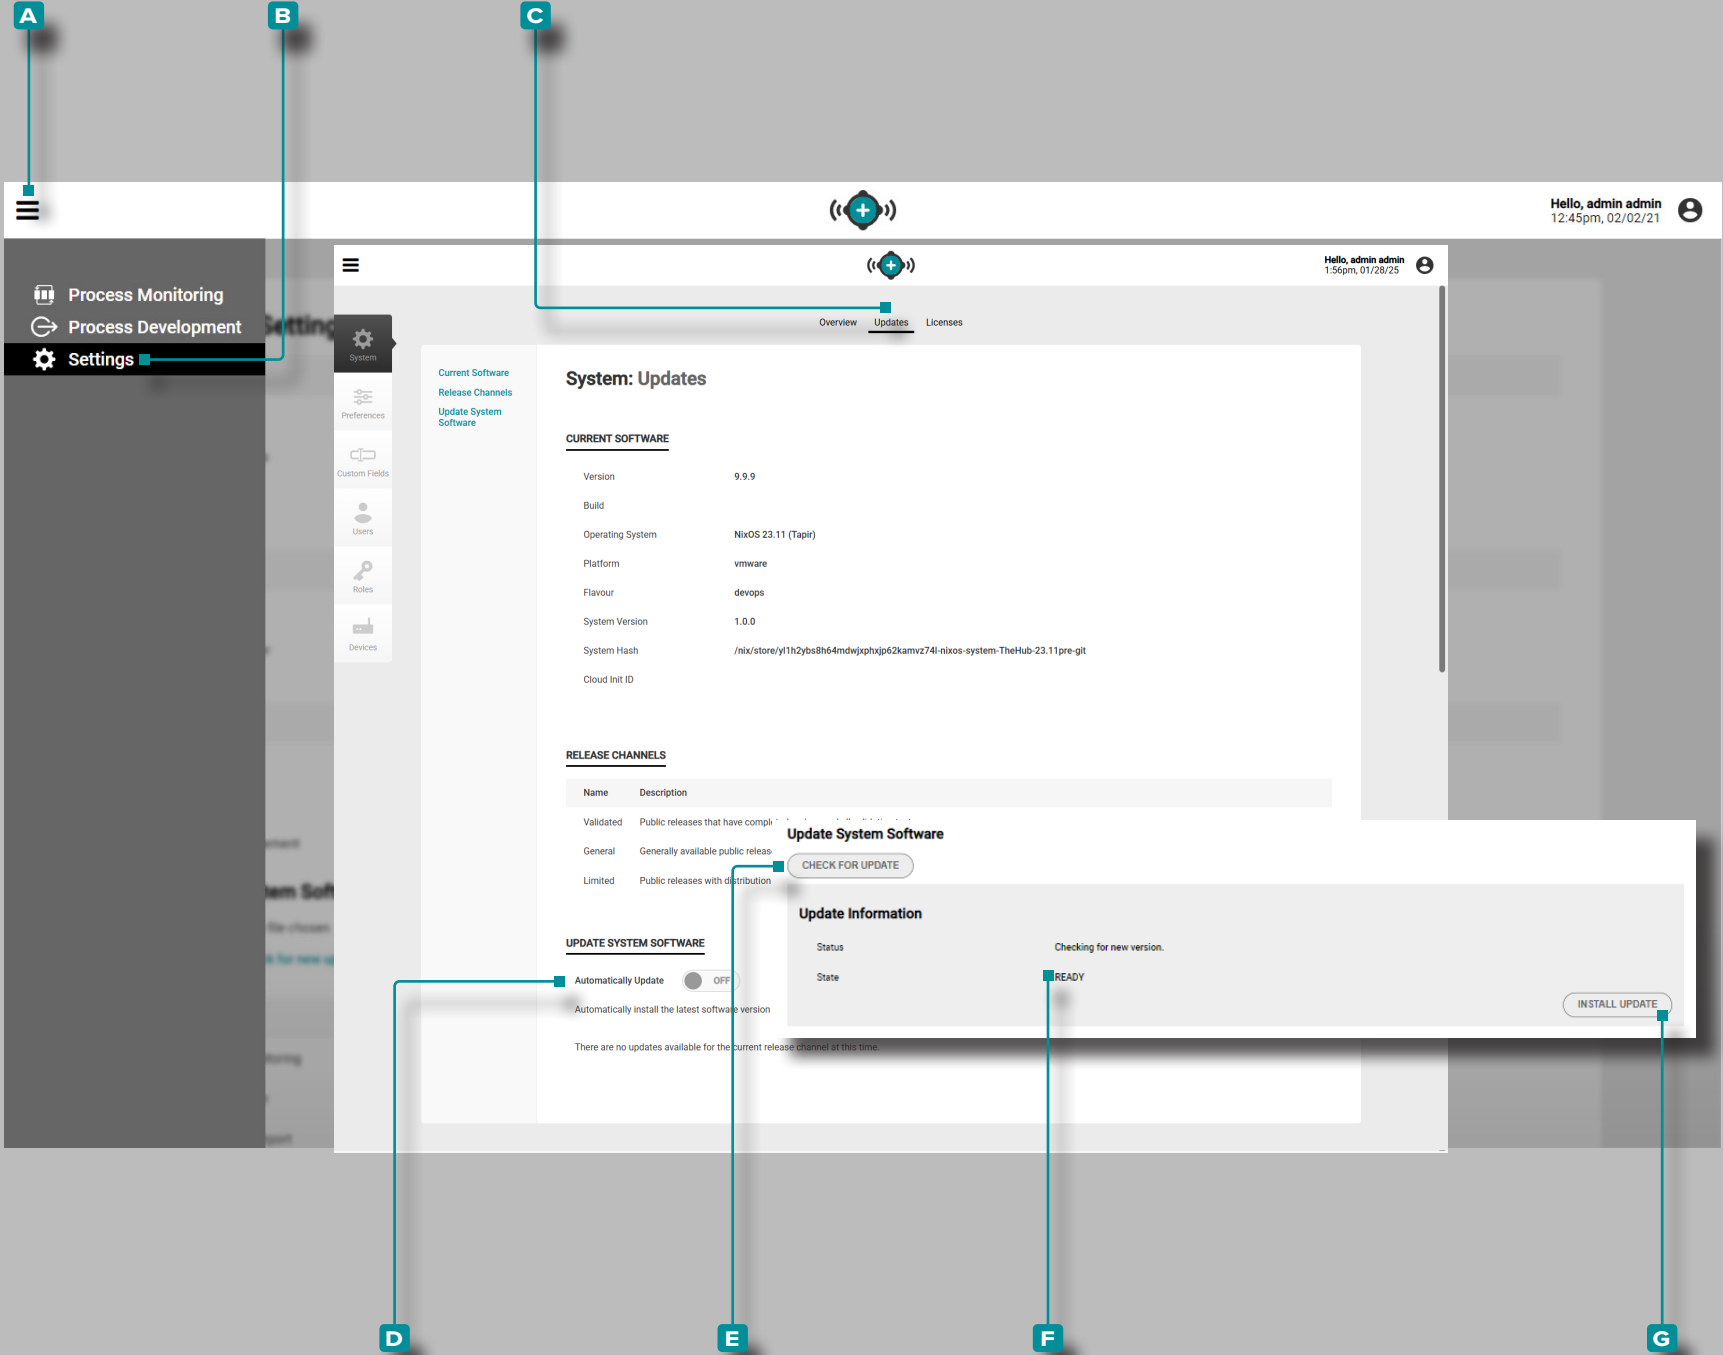 A
B
C
Hello, admin admin
12:45pm, 02/02/21
Process Monitoring
Process Development
Settings
Setting
Hello, admin admin
1:56pm, 01/28/25
Overview Updates Licenses
System
Preferences
Custom Fields
Users
Roles
Devices
Current Software
Release Channels
Update System
Software
System: Updates
CURRENT SOFTWARE
Version 9.9.9
Build
Operating System NixOS 23.11 (Tapir)
Platform vmware
Flavour devops
System Version 1.0.0
System Hash /nix/store/yl1h2ybs8h64mdwjxphxjp62kamvz74l-nixos-system-TheHub-23.11pre-git
Cloud Init ID
RELEASE CHANNELS
Name Description
Validated Public releases that have
General Generally available public
Limited Public releases with distribution
UPDATE SYSTEM SOFTWARE
Automatically Update OFF
Automatically install the latest software version
There are no updates available for the current release channel at this time.
Update System Software
CHECK FOR UPDATE
Update Information
Status Checking for new version.
State READY
INSTALL UPDATE
D
E
F
G